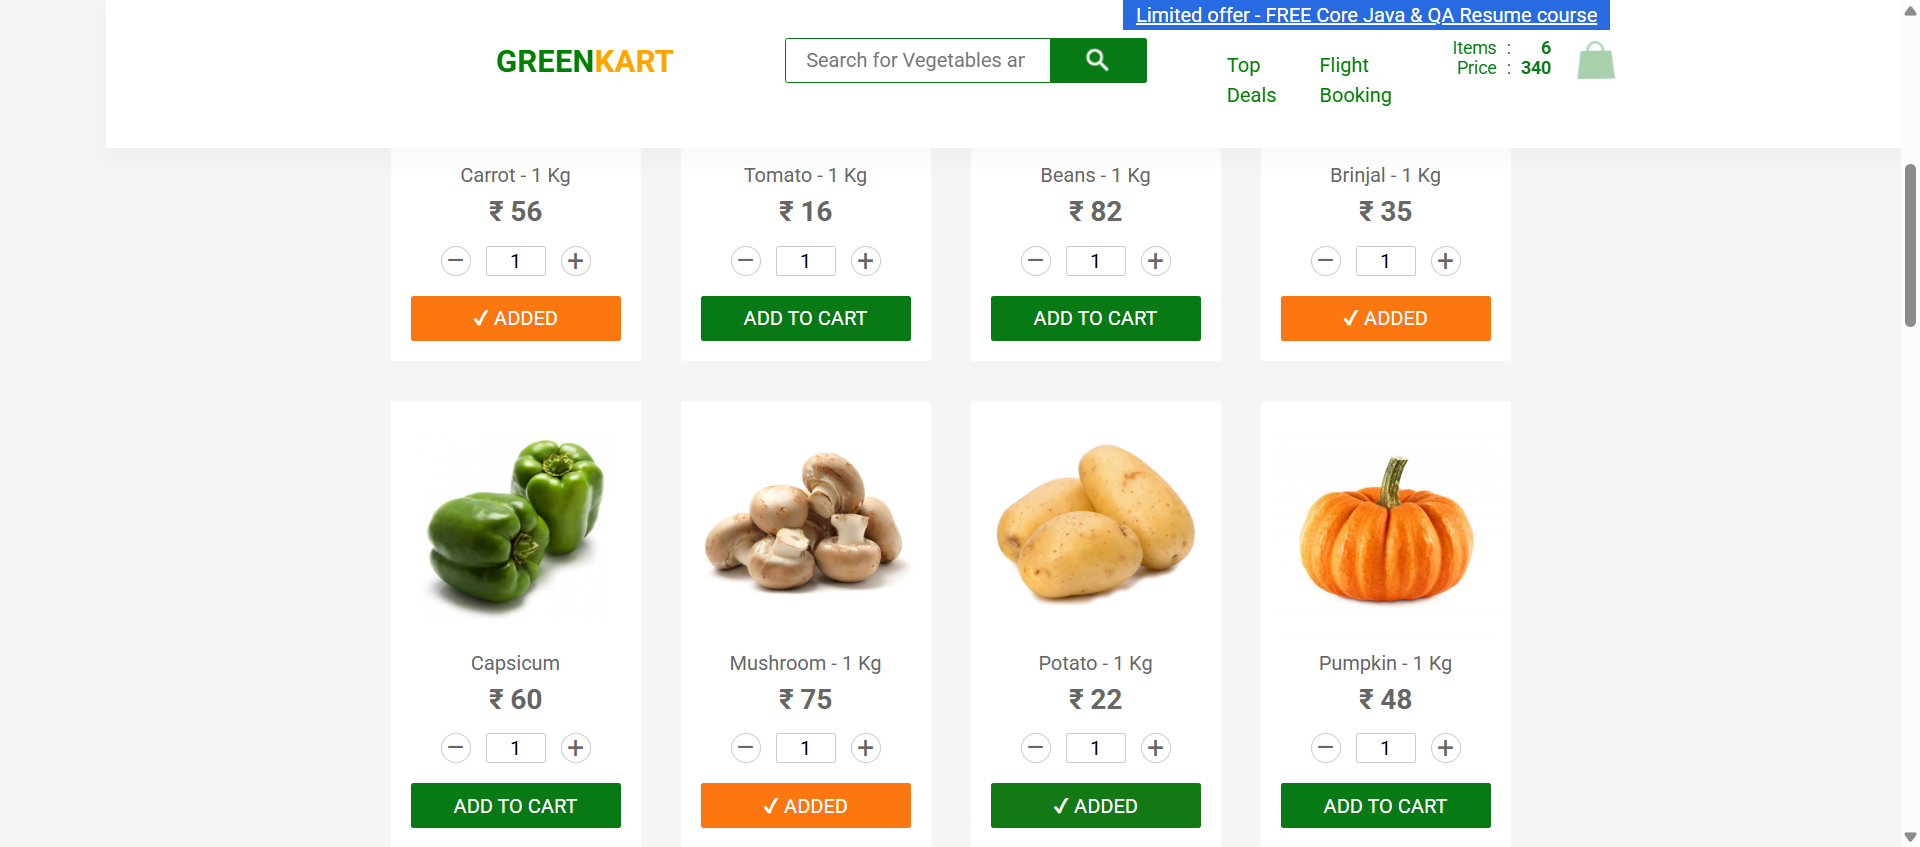 Limited offer - FREE Core Java & QA Resume course
GREENKART
Search for Vegetables ar
Top Deals
Flight Booking
Items : 6
Price : 340
Carrot - 1 Kg
₹ 56
− 1 +
✓ ADDED
Tomato - 1 Kg
₹ 16
− 1 +
ADD TO CART
Beans - 1 Kg
₹ 82
− 1 +
ADD TO CART
Brinjal - 1 Kg
₹ 35
− 1 +
✓ ADDED
Capsicum
₹ 60
− 1 +
ADD TO CART
Mushroom - 1 Kg
₹ 75
− 1 +
✓ ADDED
Potato - 1 Kg
₹ 22
− 1 +
✓ ADDED
Pumpkin - 1 Kg
₹ 48
− 1 +
ADD TO CART